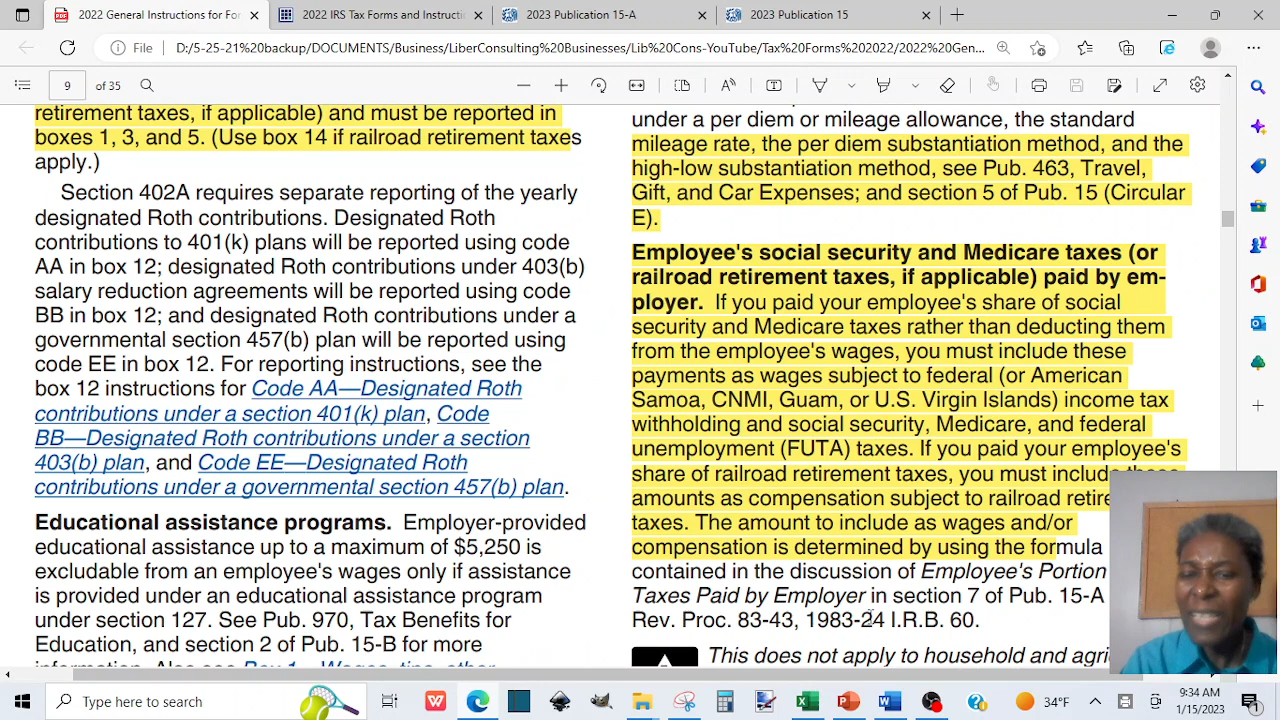 2022 General Instructions for For
2022 IRS Tax Forms and Instructi
2023 Publication 15-A
2023 Publication 15
File
D:/5-25-21%20backup/DOCUMENTS/Business/LiberConsulting%20Businesses/Lib%20Cons-YouTube/Tax%20Forms%202022/2022%20Gen...
9 of 35
retirement taxes, if applicable) and must be reported in
boxes 1, 3, and 5. (Use box 14 if railroad retirement taxes
apply.)
Section 402A requires separate reporting of the yearly
designated Roth contributions. Designated Roth
contributions to 401(k) plans will be reported using code
AA in box 12; designated Roth contributions under 403(b)
salary reduction agreements will be reported using code
BB in box 12; and designated Roth contributions under a
governmental section 457(b) plan will be reported using
code EE in box 12. For reporting instructions, see the
box 12 instructions for Code AA—Designated Roth
contributions under a section 401(k) plan, Code
BB—Designated Roth contributions under a section
403(b) plan, and Code EE—Designated Roth
contributions under a governmental section 457(b) plan.
Educational assistance programs. Employer-provided
educational assistance up to a maximum of $5,250 is
excludable from an employee's wages only if assistance
is provided under an educational assistance program
under section 127. See Pub. 970, Tax Benefits for
Education, and section 2 of Pub. 15-B for more
information. Also see Box 1—Wages, tips, other
under a per diem or mileage allowance, the standard
mileage rate, the per diem substantiation method, and the
high-low substantiation method, see Pub. 463, Travel,
Gift, and Car Expenses; and section 5 of Pub. 15 (Circular
E).
Employee's social security and Medicare taxes (or
railroad retirement taxes, if applicable) paid by em-
ployer. If you paid your employee's share of social
security and Medicare taxes rather than deducting them
from the employee's wages, you must include these
payments as wages subject to federal (or American
Samoa, CNMI, Guam, or U.S. Virgin Islands) income tax
withholding and social security, Medicare, and federal
unemployment (FUTA) taxes. If you paid your employee's
share of railroad retirement taxes, you must include these
amounts as compensation subject to railroad retire
taxes. The amount to include as wages and/or
compensation is determined by using the formula
contained in the discussion of Employee's Portion
Taxes Paid by Employer in section 7 of Pub. 15-A
Rev. Proc. 83-43, 1983-24 I.R.B. 60.
This does not apply to household and agri
Type here to search
34°F
9:34 AM
1/15/2023